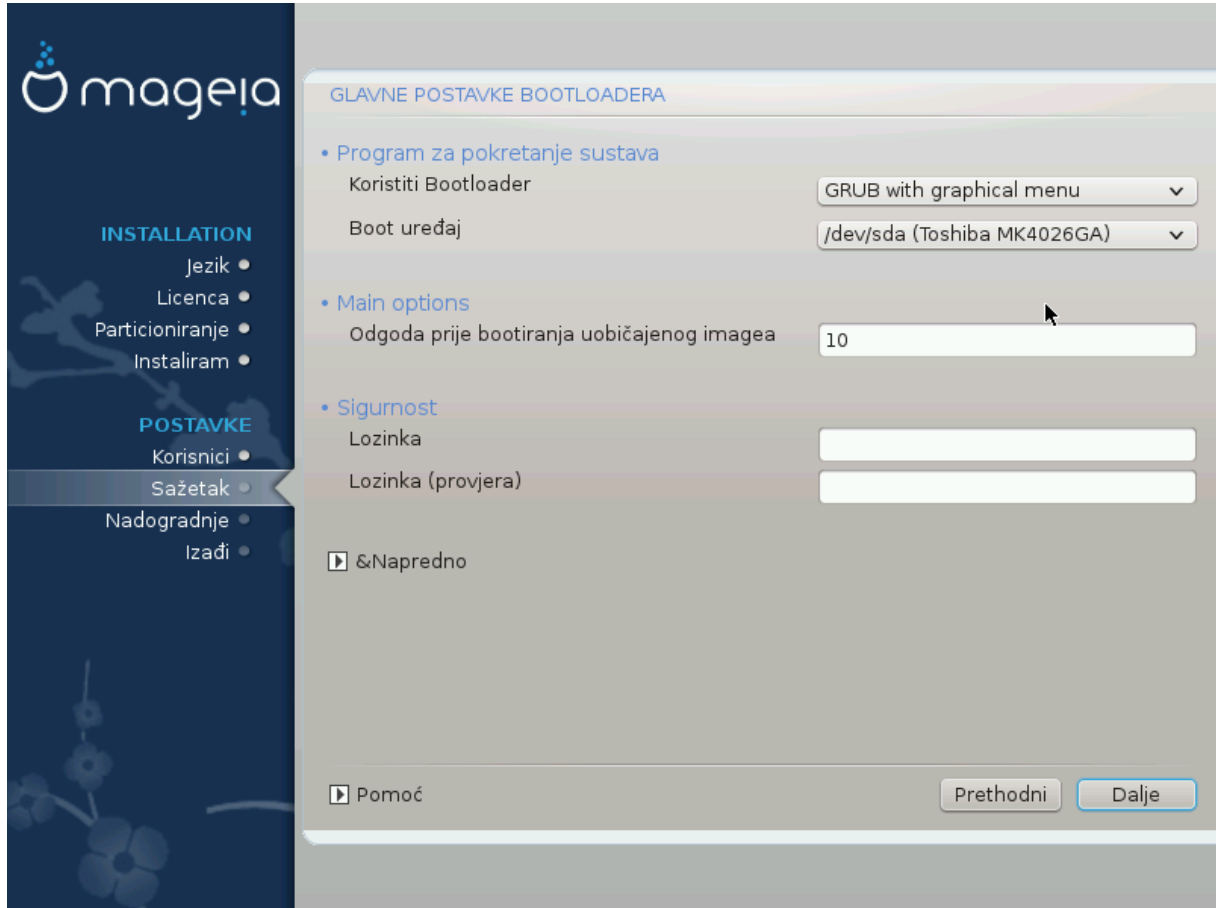 mageia
INSTALLATION
Jezik
Licenca
Particioniranje
Instaliram
POSTAVKE
Korisnici
Sažetak
Nadogradnje
Izađi
GLAVNE POSTAVKE BOOTLOADERA
• Program za pokretanje sustava
Koristiti Bootloader
GRUB with graphical menu
Boot uređaj
/dev/sda (Toshiba MK4026GA)
• Main options
Odgoda prije bootiranja uobičajenog imagea
10
• Sigurnost
Lozinka
Lozinka (provjera)
&Napredno
Pomoć
Prethodni
Dalje